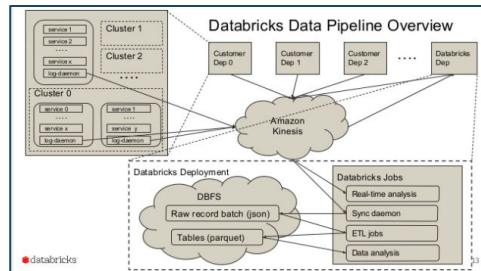 Databricks Data Pipeline Overview
service 1
service 2
....
service x
log-daemon
Cluster 1
Cluster 2
....
Cluster 0
service 0
....
service x
log-daemon
service 1
....
service y
log-daemon
Customer
Dep 0
Customer
Dep 1
Customer
Dep 2
....
Databricks
Dep
Amazon
Kinesis
Databricks Deployment
DBFS
Raw record batch (json)
Tables (parquet)
Databricks Jobs
Real-time analysis
Sync daemon
ETL jobs
Data analysis
databricks
13